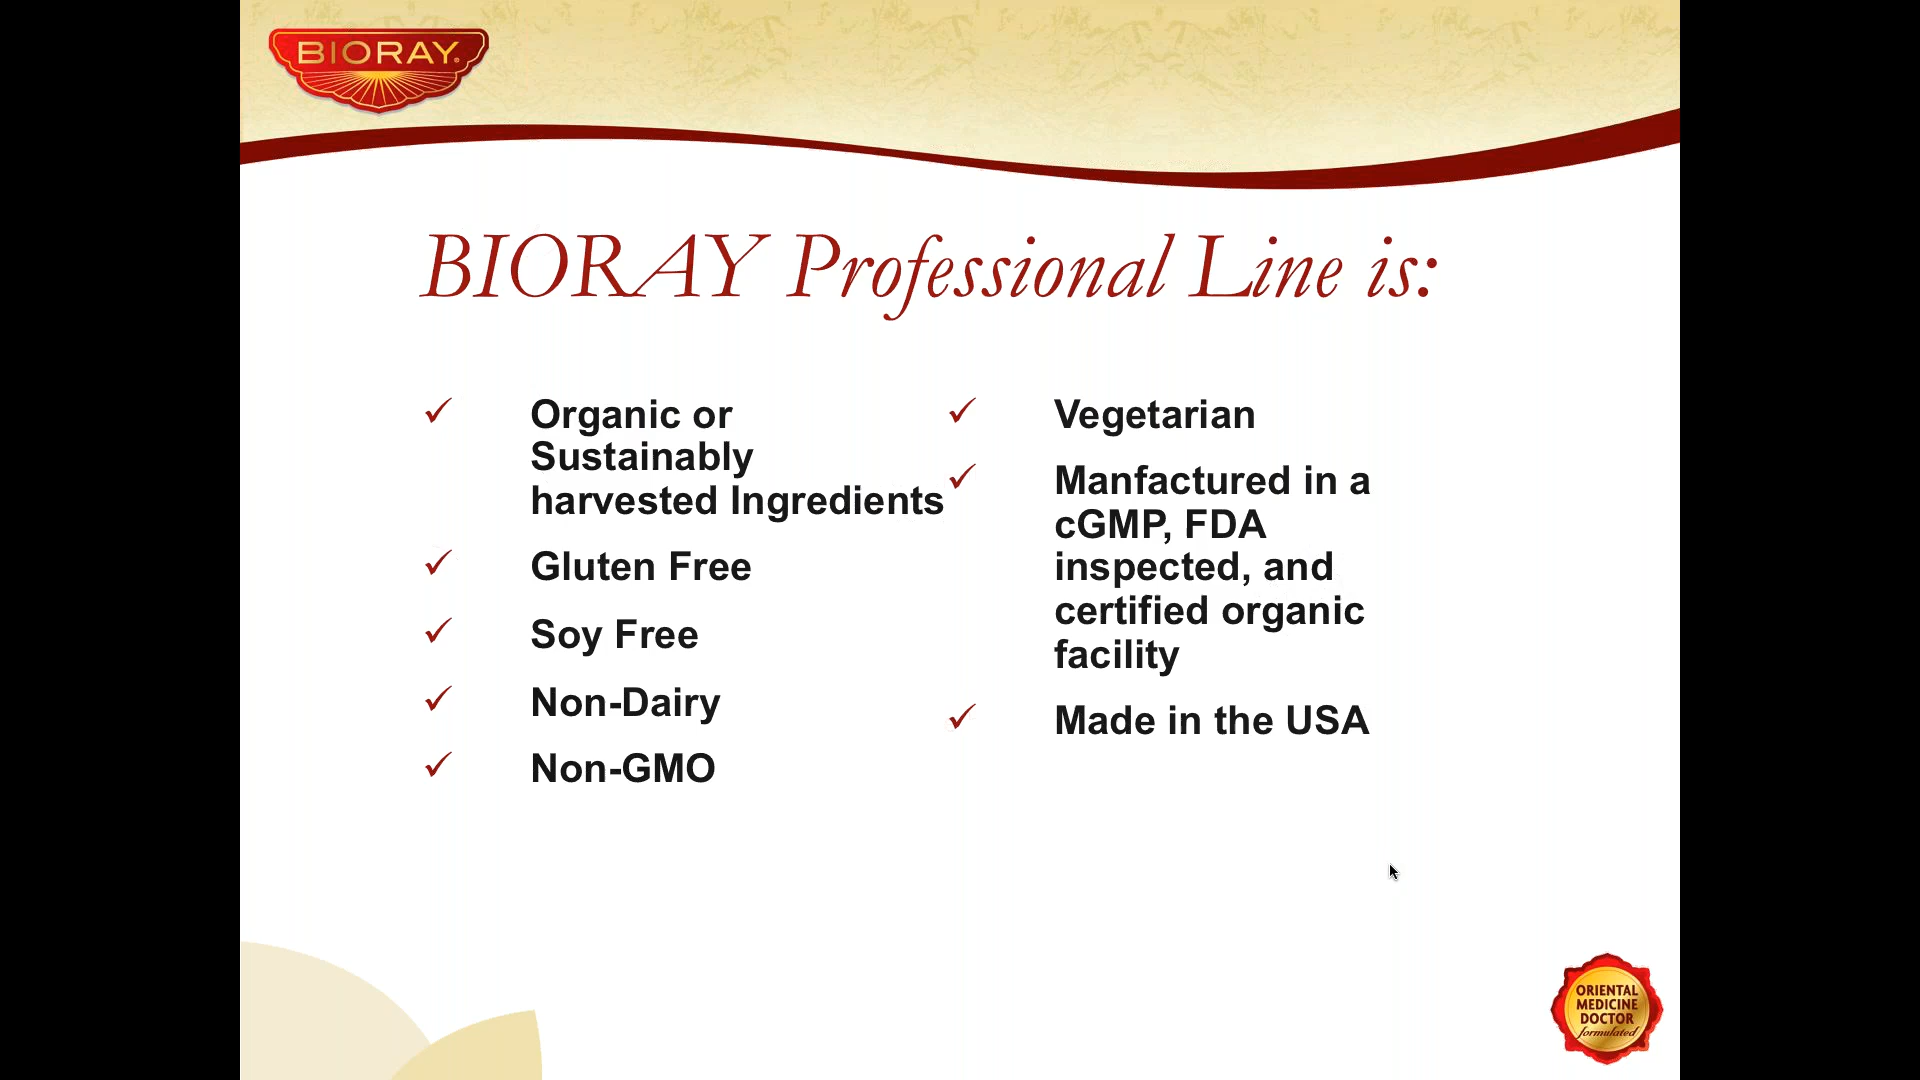 BIORAY®
BIORAY Professional Line is:
✓ Organic or
Sustainably
harvested Ingredients
✓ Gluten Free
✓ Soy Free
✓ Non-Dairy
✓ Non-GMO
✓ Vegetarian
✓ Manfactured in a
cGMP, FDA
inspected, and
certified organic
facility
✓ Made in the USA
ORIENTAL
MEDICINE
DOCTOR
formulated